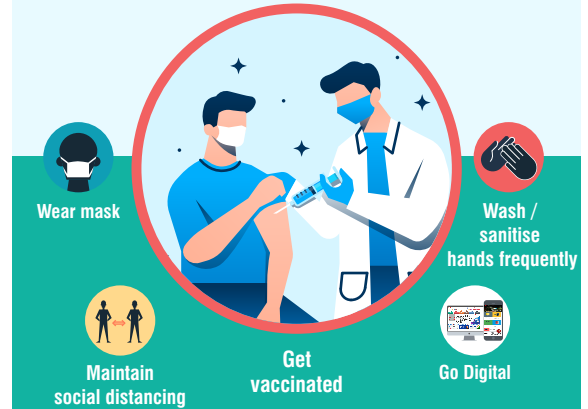 Wear mask
Wash /
sanitise
hands frequently
Maintain
social distancing
Get
vaccinated
Go Digital